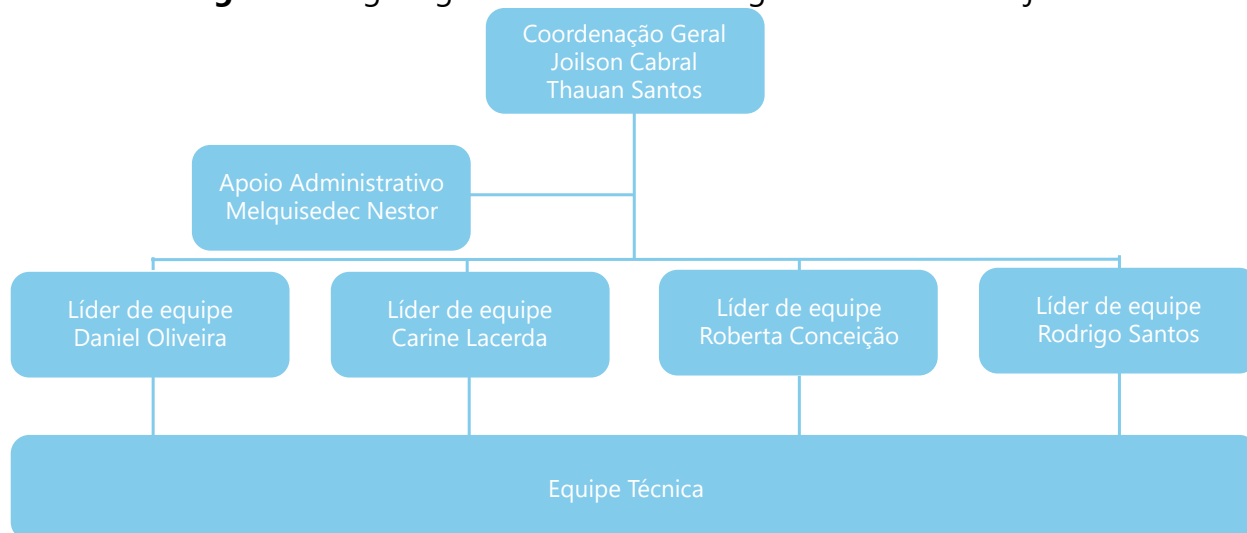 Coordenação Geral
Joilson Cabral
Thauan Santos
Apoio Administrativo
Melquisedec Nestor
Líder de equipe
Daniel Oliveira
Líder de equipe
Carine Lacerda
Líder de equipe
Roberta Conceição
Líder de equipe
Rodrigo Santos
Equipe Técnica